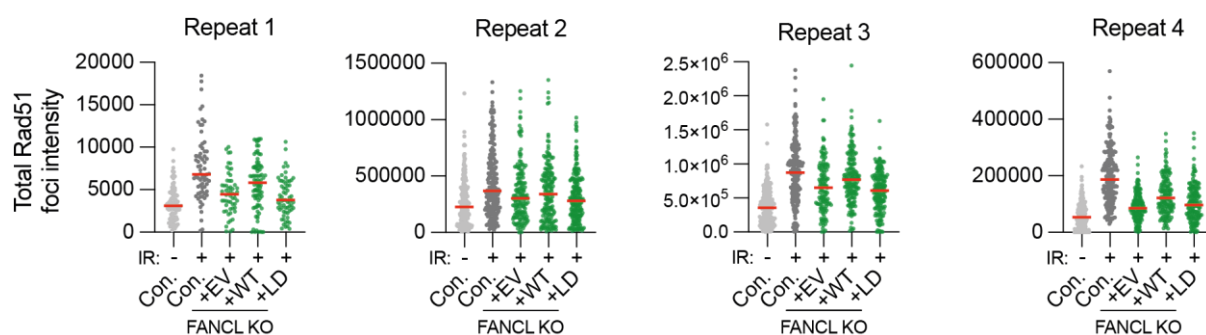 Repeat 1
Repeat 2
Repeat 3
Repeat 4
Total Rad51
foci intensity
20000
15000
10000
5000
0
1500000
1000000
500000
0
2.5×10⁶
2.0×10⁶
1.5×10⁶
1.0×10⁶
5.0×10⁵
0.0
600000
400000
200000
0
IR: - + + + +
Con. Con. +EV +WT +LD
FANCL KO
IR: - + + + +
Con. Con. +EV +WT +LD
FANCL KO
IR: - + + + +
Con. Con. +EV +WT +LD
FANCL KO
IR: - + + + +
Con. Con. +EV +WT +LD
FANCL KO